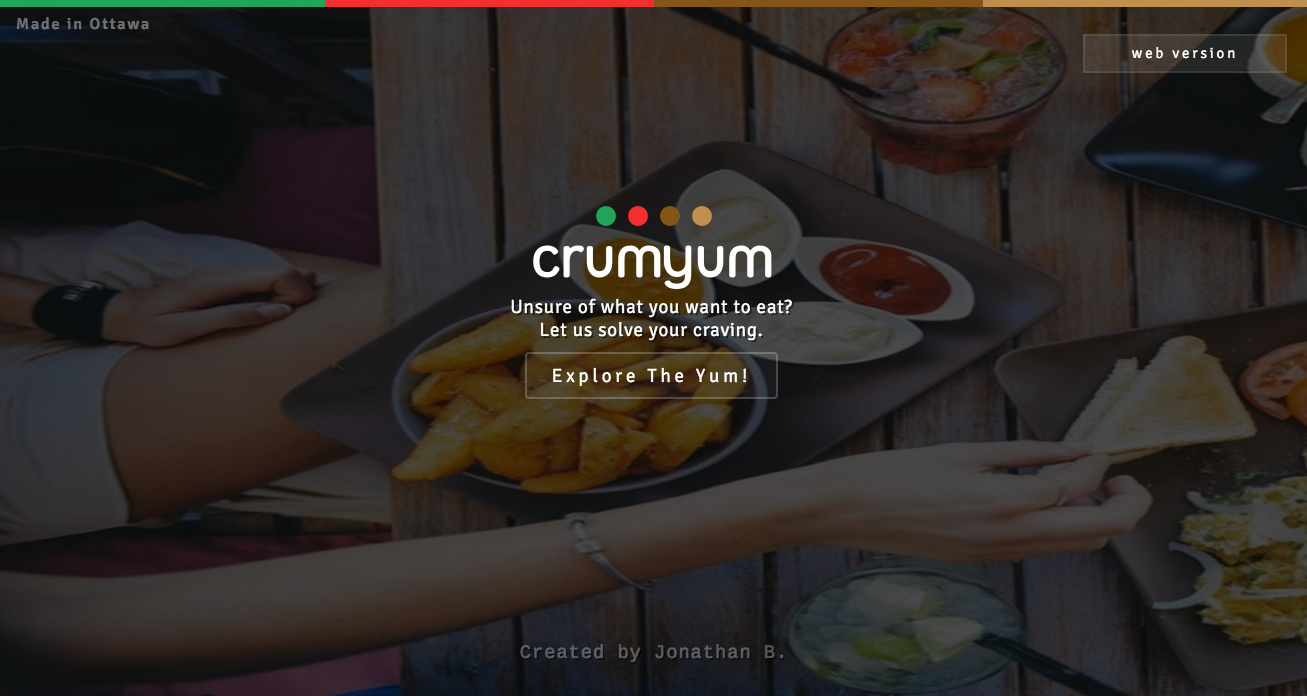 Made in Ottawa
web version
crumyum
Unsure of what you want to eat?
Let us solve your craving.
Explore The Yum!
Created by Jonathan B.